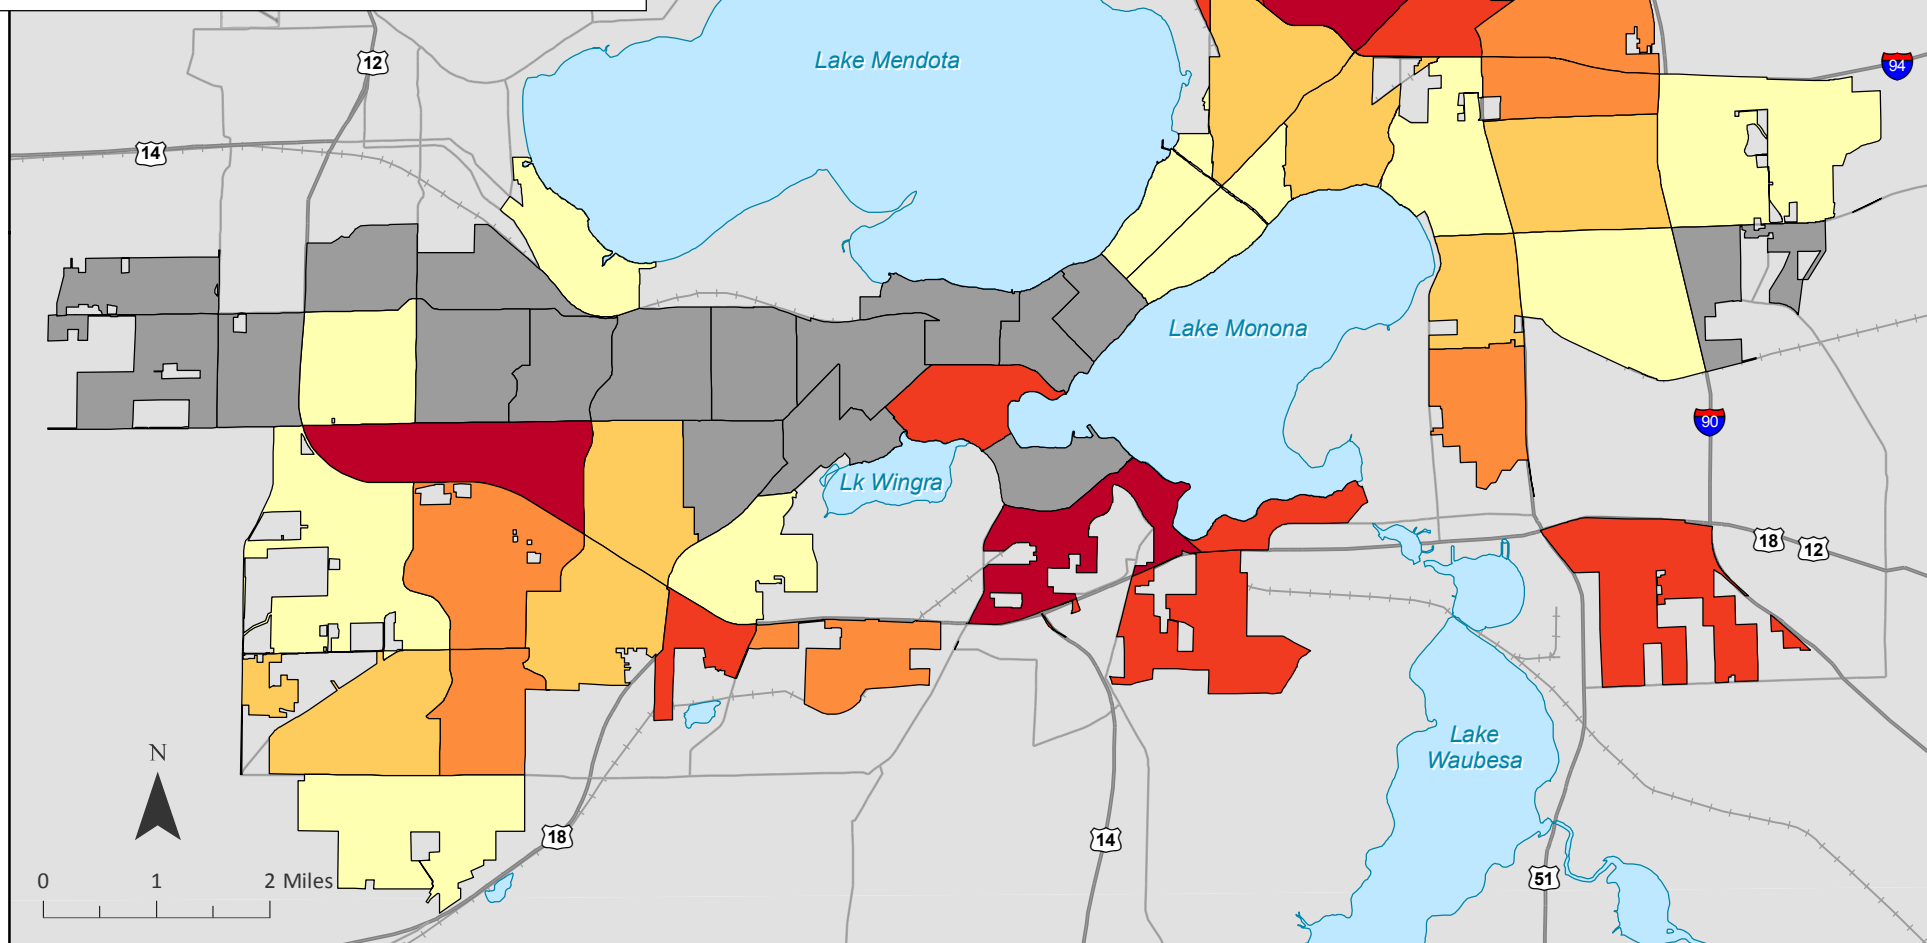 Lake Mendota
12
94
14
Lake Monona
90
Lk Wingra
18
12
Lake
Waubesa
N
18
14
51
0 1 2 Miles